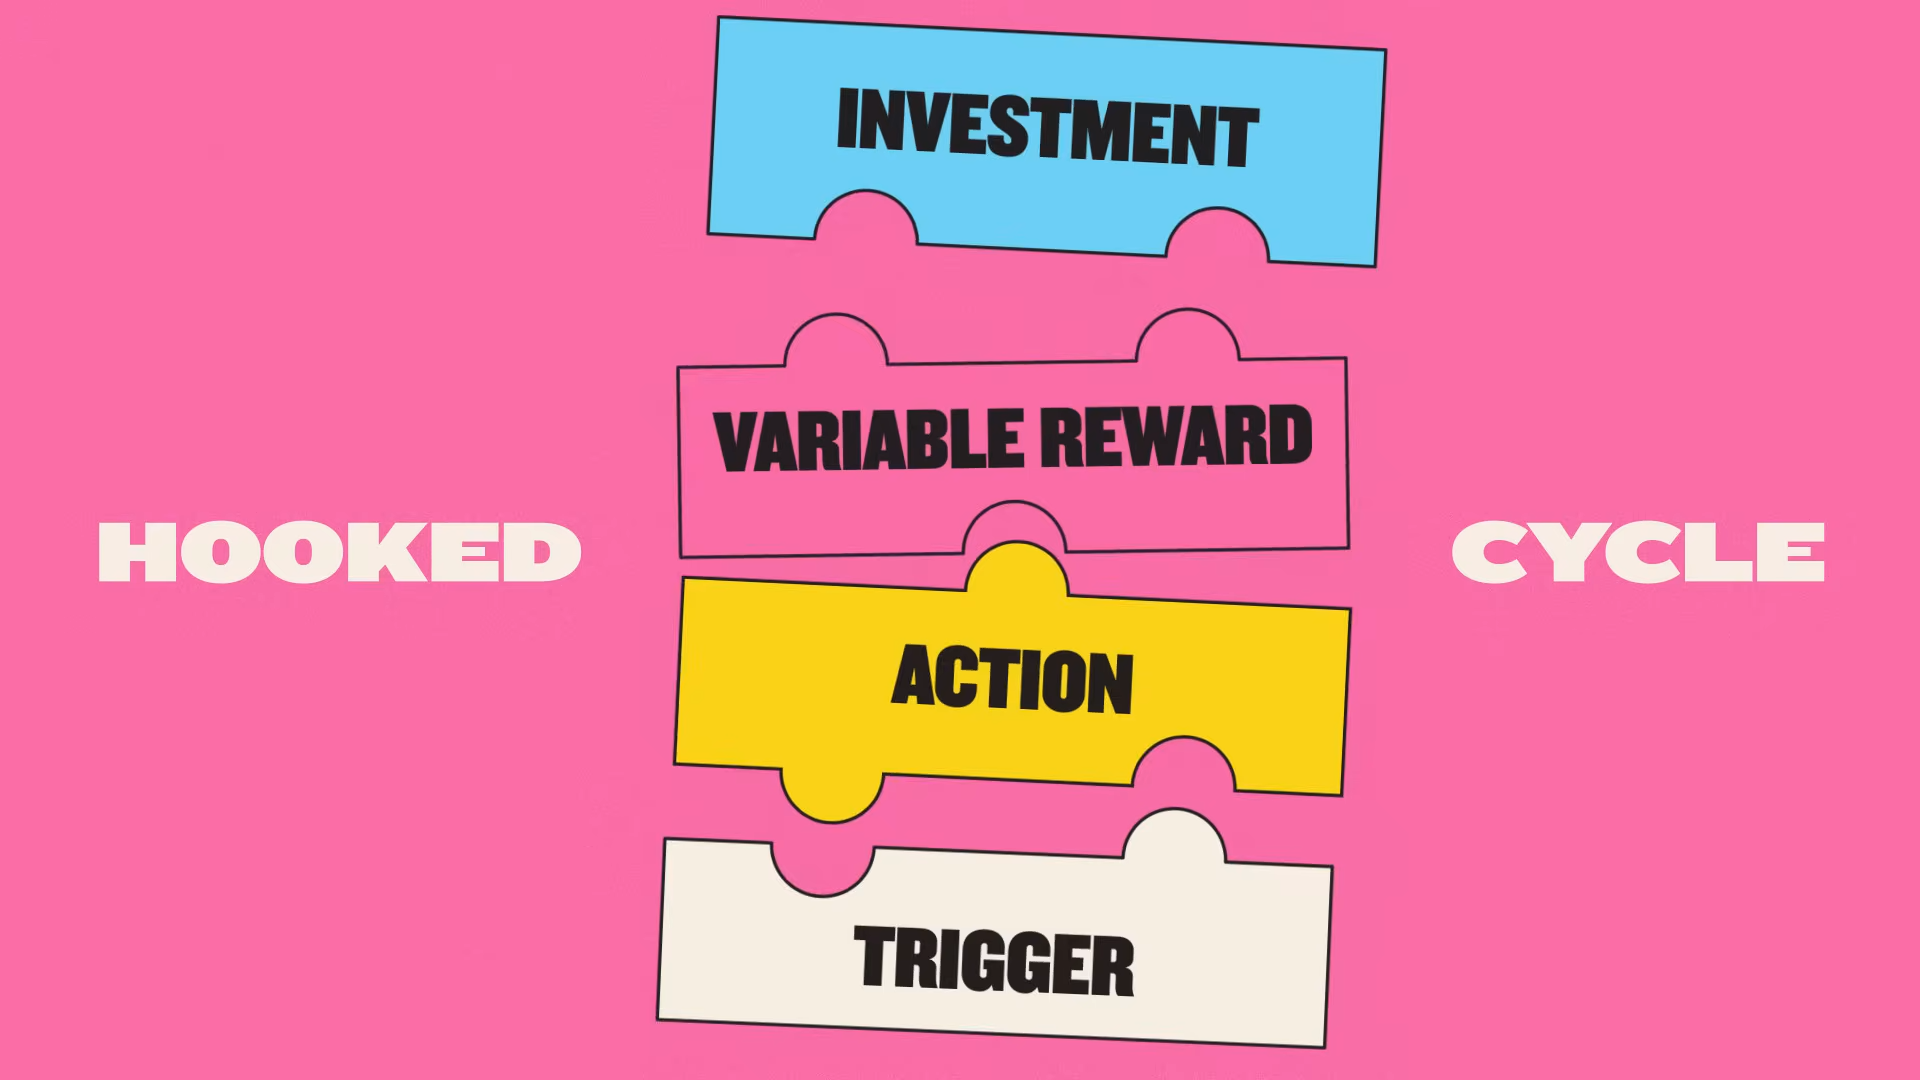 INVESTMENT
VARIABLE REWARD
HOOKED CYCLE
ACTION
TRIGGER